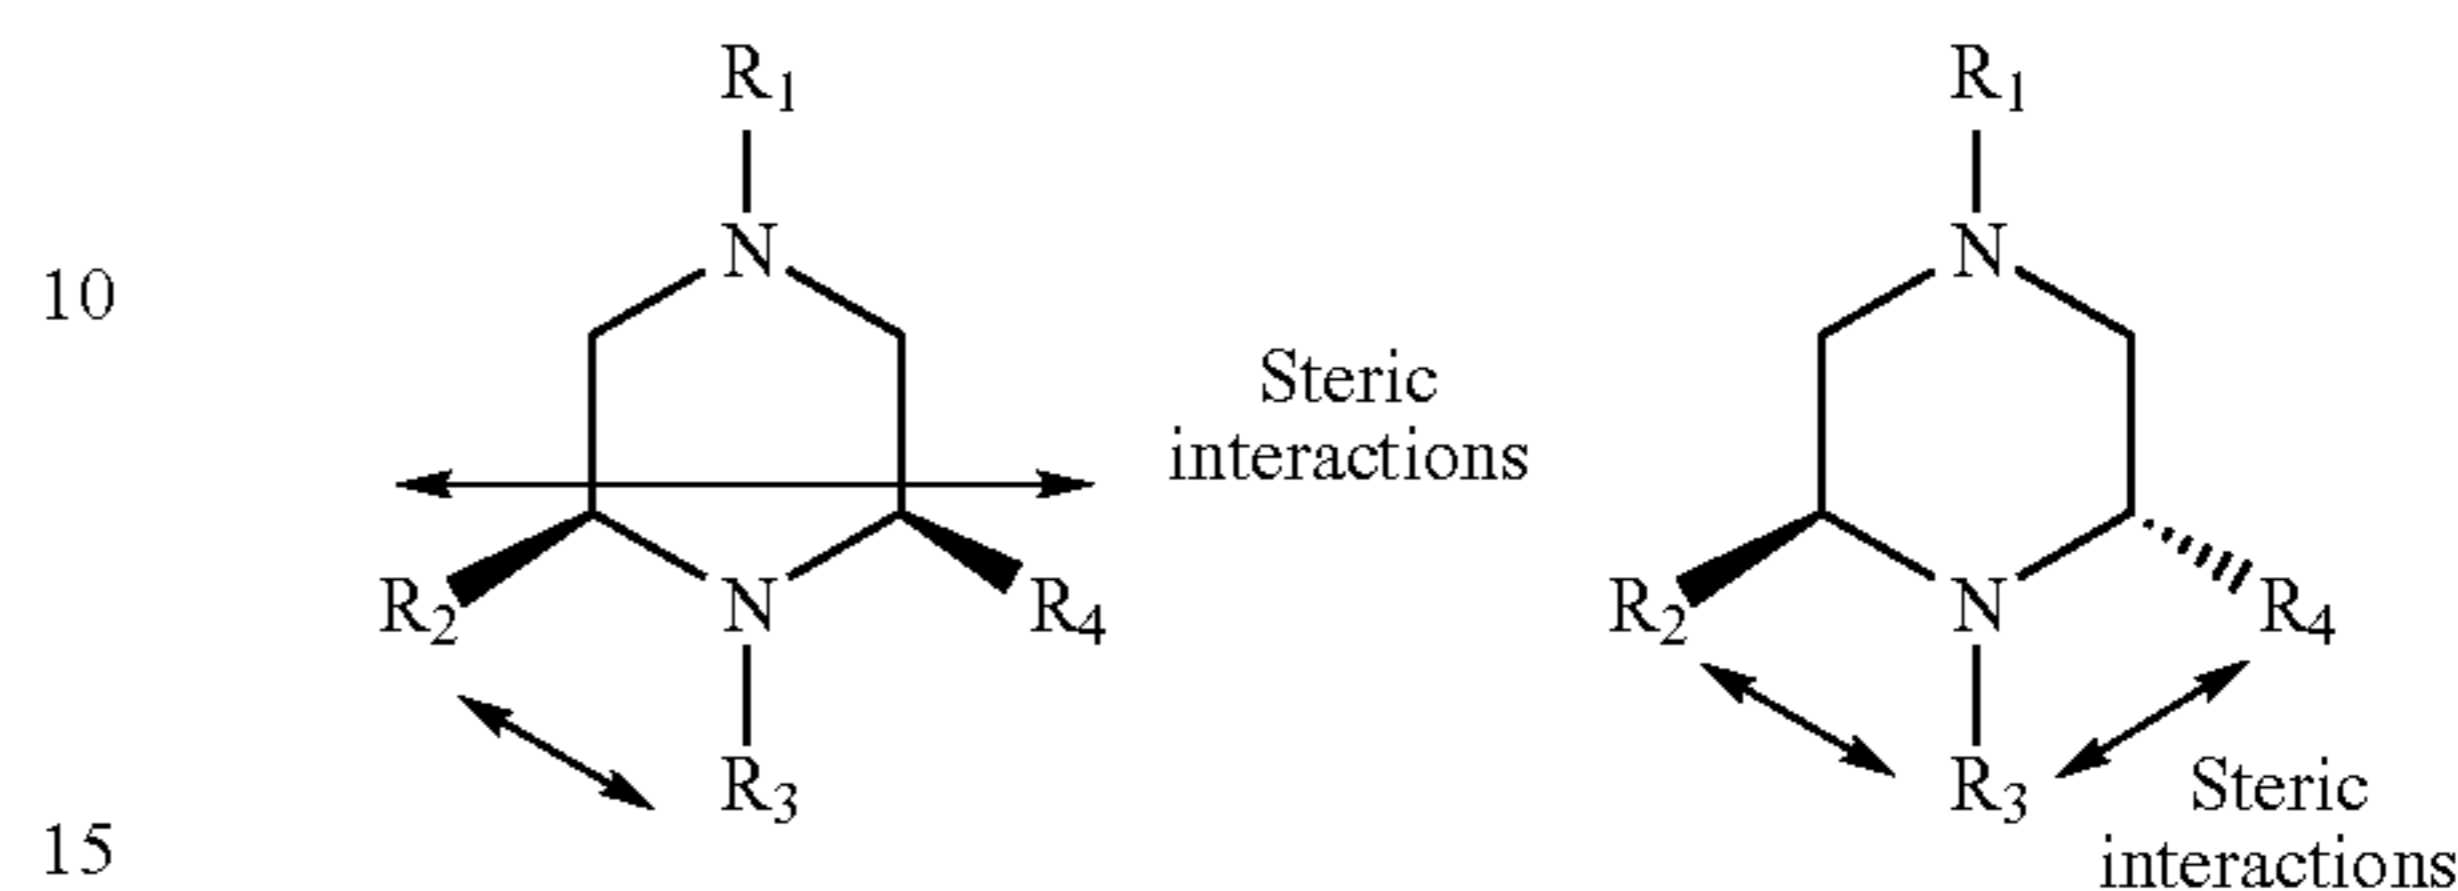 R1
R1
N
N
10
Steric
interactions
R2
N
R4
R2
N
R4
R3
R3
Steric
interactions
15